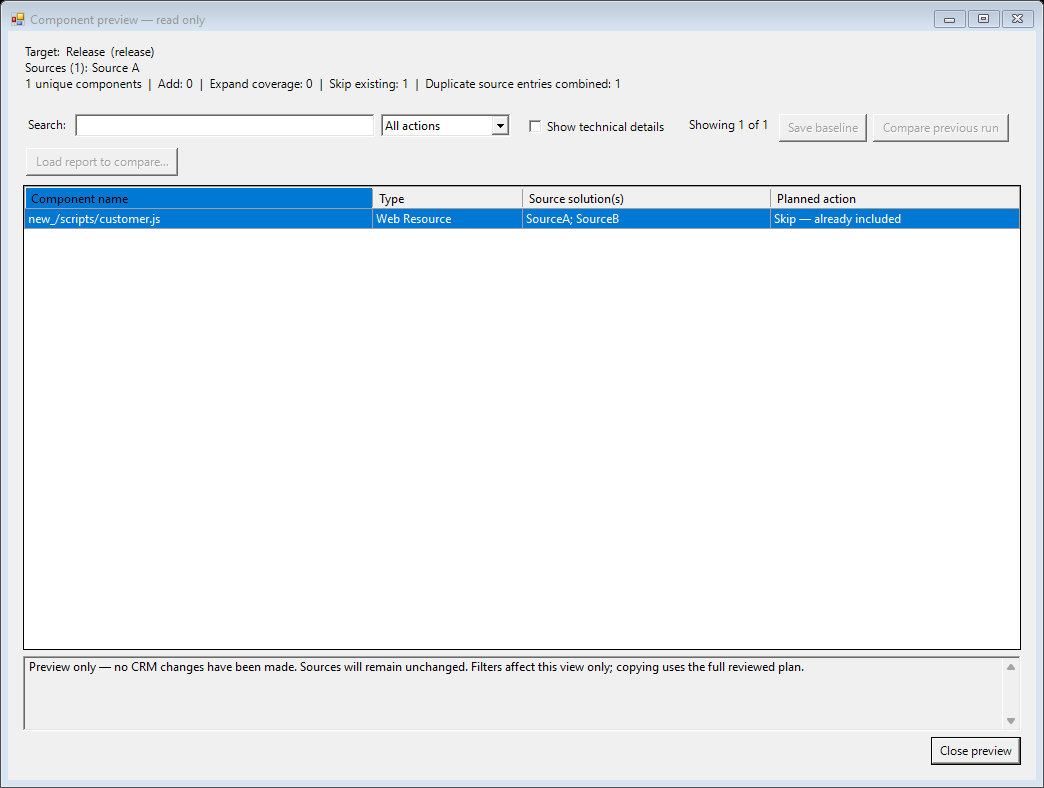 Component preview — read only
Target:  Release  (release)
Sources (1): Source A
1 unique components  |  Add: 0  |  Expand coverage: 0  |  Skip existing: 1  |  Duplicate source entries combined: 1
Search:  All actions  Show technical details  Showing 1 of 1  Save baseline  Compare previous run
Load report to compare...
Component name  Type  Source solution(s)  Planned action
new_/scripts/customer.js  Web Resource  SourceA; SourceB  Skip — already included
Preview only — no CRM changes have been made. Sources will remain unchanged. Filters affect this view only; copying uses the full reviewed plan.
Close preview